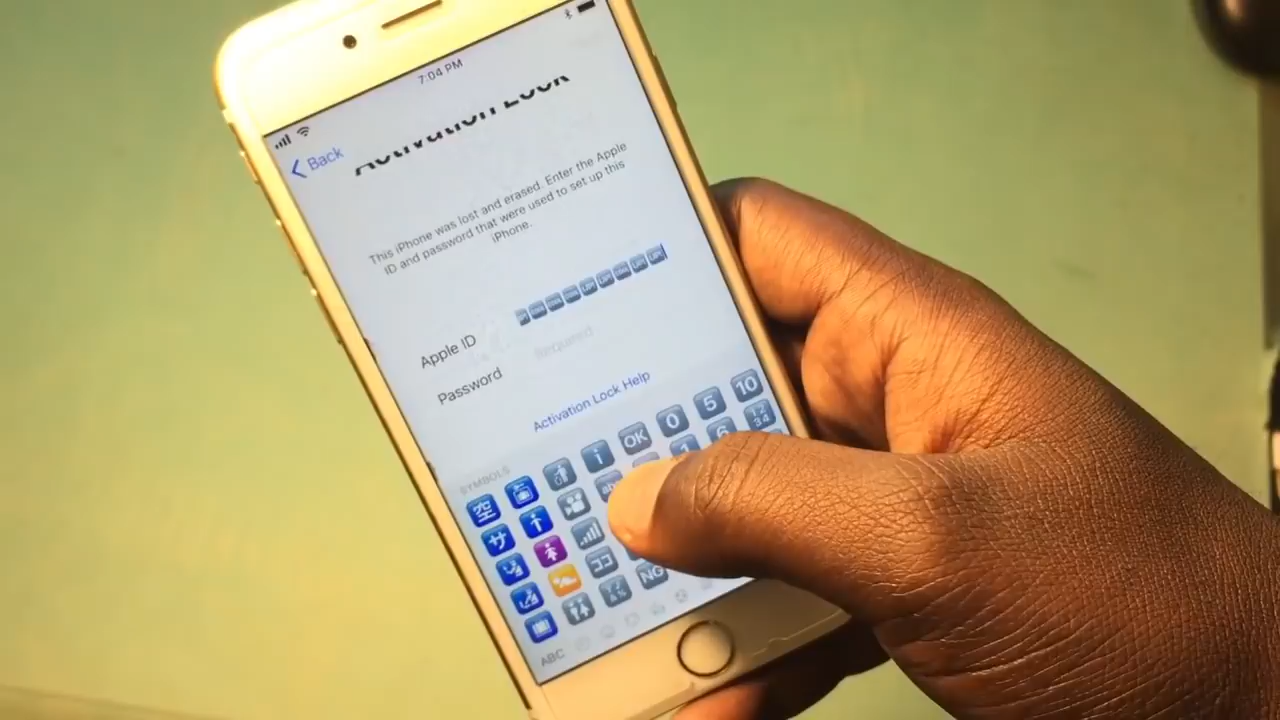 7:04 PM
Back
Activation Lock
This iPhone was lost and erased. Enter the Apple
ID and password that were used to set up this
iPhone.
Apple ID
Password Required
Activation Lock Help
SYMBOLS
空 i OK 0 5 10
サ
ココ
NG
ABC